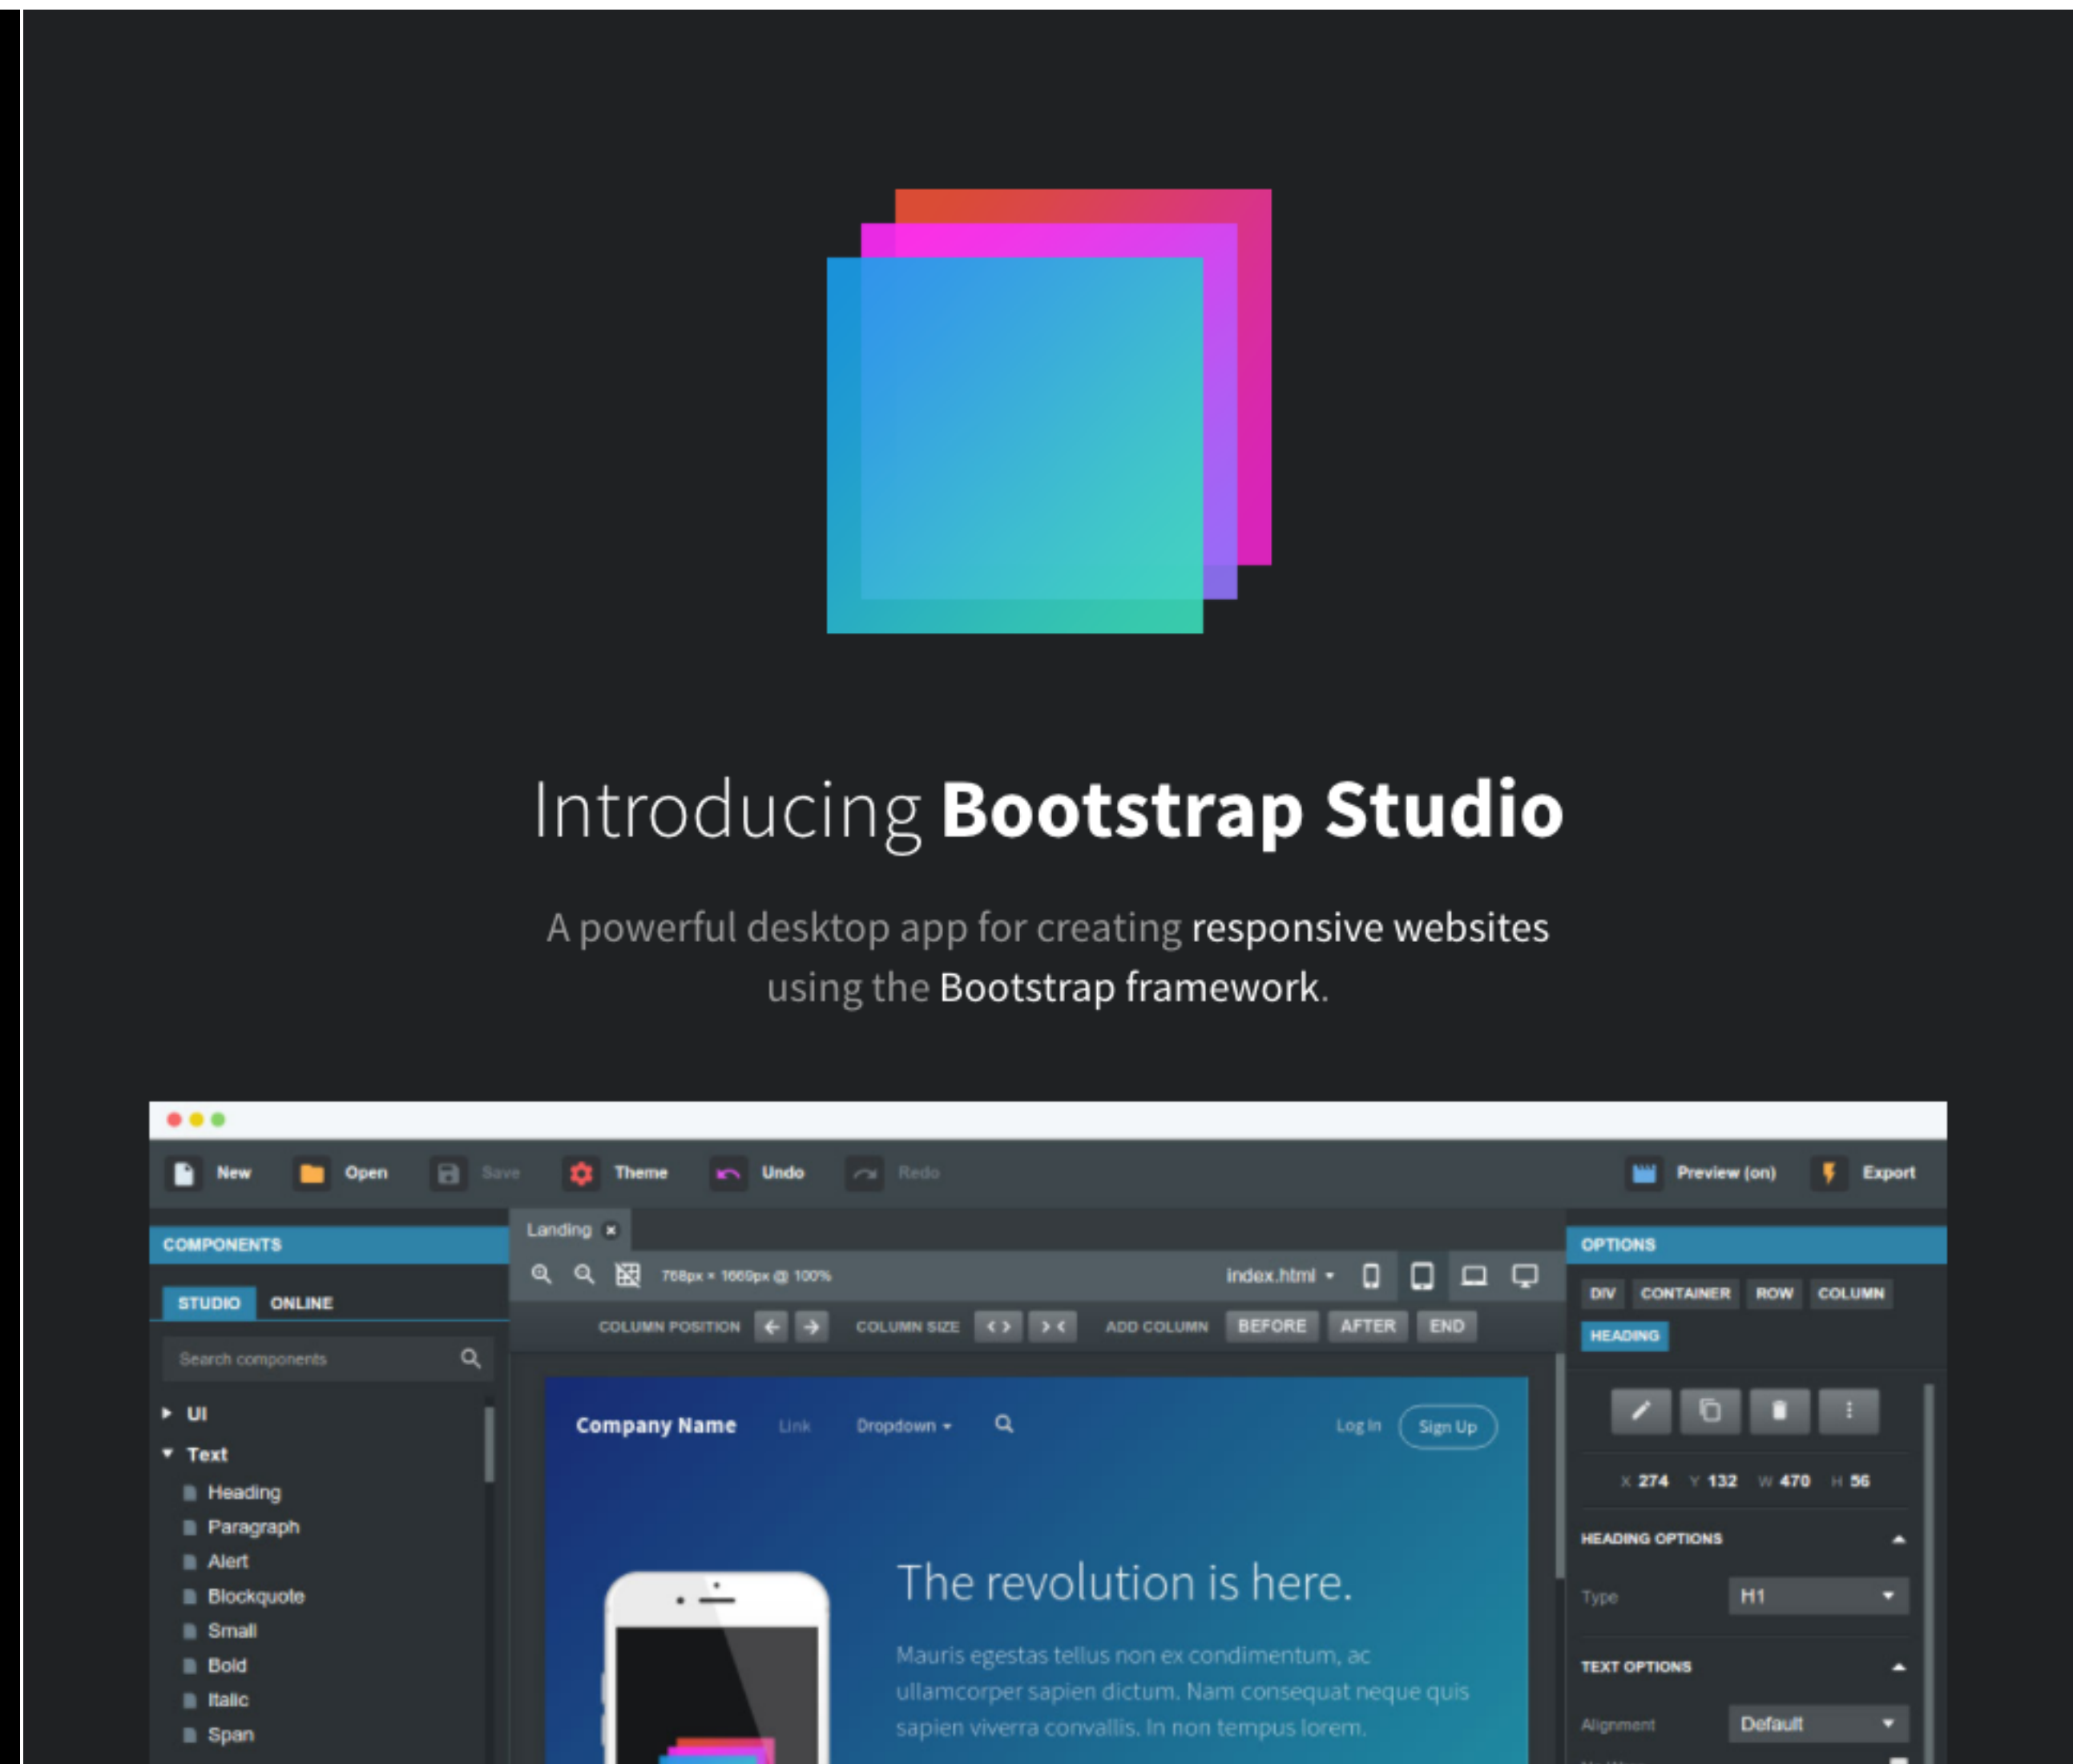 Introducing Bootstrap Studio
A powerful desktop app for creating responsive websites
using the Bootstrap framework.
New Open Save Theme Undo Redo Preview (on) Export
COMPONENTS
STUDIO ONLINE
Search components
UI
Text
Heading
Paragraph
Alert
Blockquote
Small
Bold
Italic
Span
Landing
768px × 1669px @ 100% index.html
COLUMN POSITION COLUMN SIZE ADD COLUMN BEFORE AFTER END
Company Name Link Dropdown Log In Sign Up
The revolution is here.
Mauris egestas tellus non ex condimentum, ac
ullamcorper sapien dictum. Nam consequat neque quis
sapien viverra convallis. In non tempus lorem.
OPTIONS
DIV CONTAINER ROW COLUMN
HEADING
X 274 Y 132 W 470 H 56
HEADING OPTIONS
Type H1
TEXT OPTIONS
Alignment Default